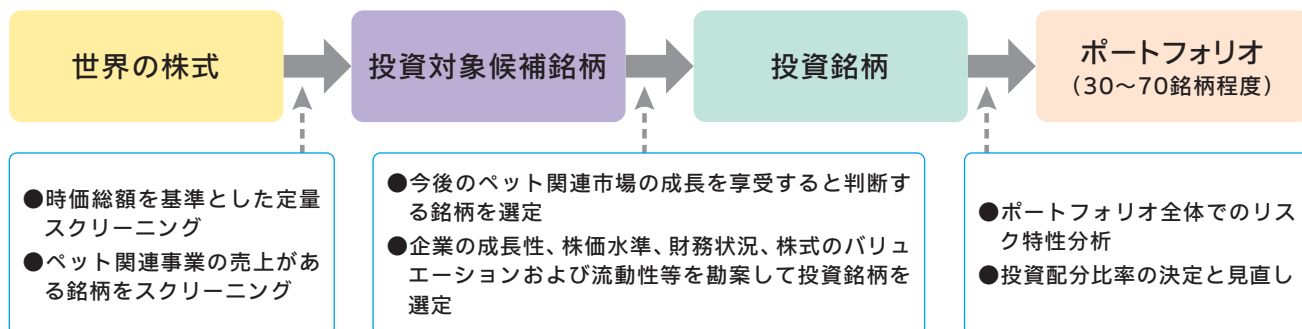 世界の株式
投資対象候補銘柄
投資銘柄
ポートフォリオ
（30～70銘柄程度）
●時価総額を基準とした定量
スクリーニング
●ペット関連事業の売上があ
る銘柄をスクリーニング
●今後のペット関連市場の成長を享受すると判断す
る銘柄を選定
●企業の成長性、株価水準、財務状況、株式のバリュ
エーションおよび流動性等を勘案して投資銘柄を
選定
●ポートフォリオ全体でのリス
ク特性分析
●投資配分比率の決定と見直し